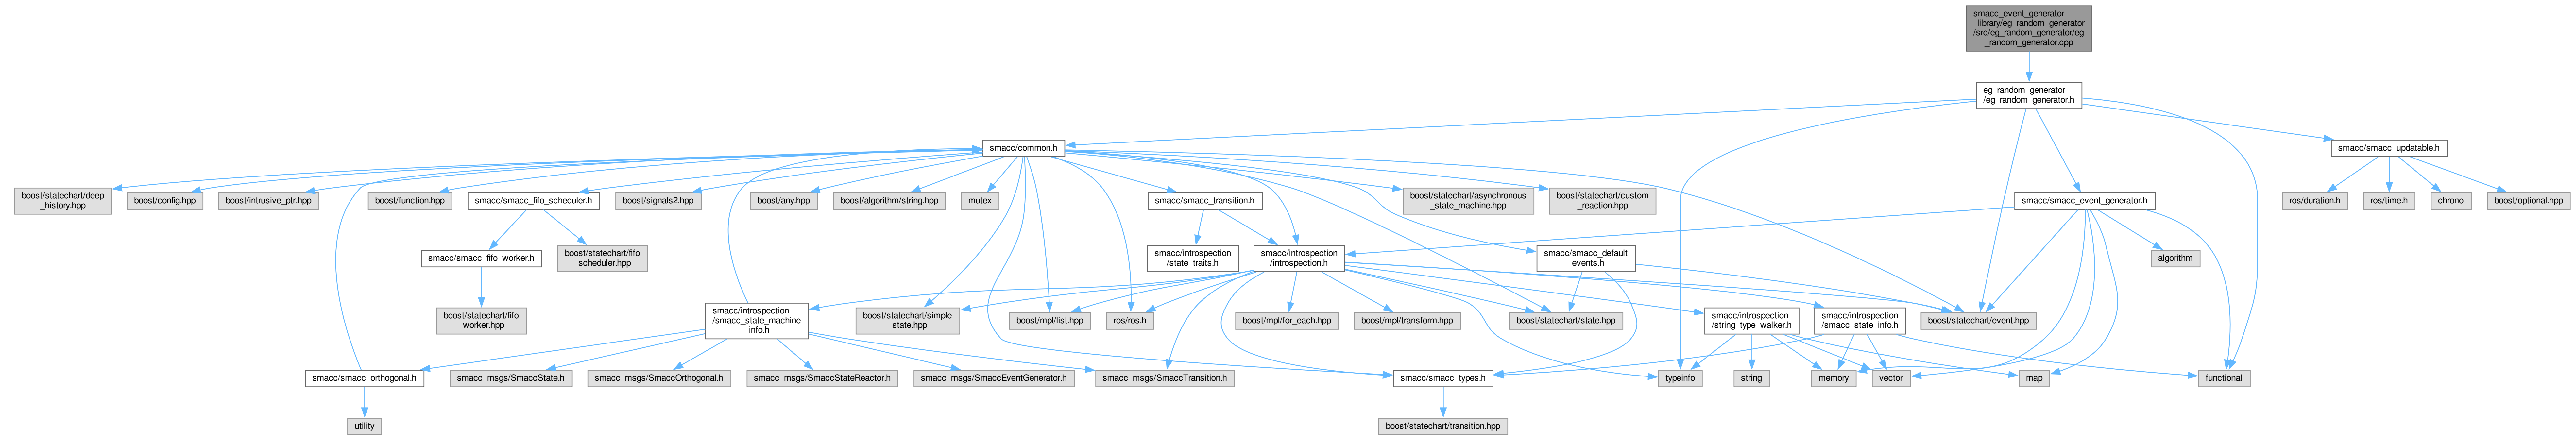 smacc_event_generator
_library/eg_random_generator
/src/eg_random_generator/eg
_random_generator.cpp
eg_random_generator
/eg_random_generator.h
smacc/common.h
smacc/smacc_updatable.h
boost/statechart/deep
_history.hpp
boost/config.hpp
boost/intrusive_ptr.hpp
boost/function.hpp
smacc/smacc_fifo_scheduler.h
boost/signals2.hpp
boost/any.hpp
boost/algorithm/string.hpp
mutex
smacc/smacc_transition.h
boost/statechart/asynchronous
_state_machine.hpp
boost/statechart/custom
_reaction.hpp
smacc/smacc_event_generator.h
ros/duration.h
ros/time.h
chrono
boost/optional.hpp
smacc/smacc_fifo_worker.h
boost/statechart/fifo
_scheduler.hpp
smacc/introspection
/state_traits.h
smacc/introspection
/introspection.h
smacc/smacc_default
_events.h
algorithm
boost/statechart/fifo
_worker.hpp
smacc/introspection
/smacc_state_machine
_info.h
boost/statechart/simple
_state.hpp
boost/mpl/list.hpp
ros/ros.h
boost/mpl/for_each.hpp
boost/mpl/transform.hpp
boost/statechart/state.hpp
smacc/introspection
/string_type_walker.h
smacc/introspection
/smacc_state_info.h
boost/statechart/event.hpp
smacc/smacc_orthogonal.h
smacc_msgs/SmaccState.h
smacc_msgs/SmaccOrthogonal.h
smacc_msgs/SmaccStateReactor.h
smacc_msgs/SmaccEventGenerator.h
smacc_msgs/SmaccTransition.h
smacc/smacc_types.h
typeinfo
string
memory
vector
map
functional
utility
boost/statechart/transition.hpp